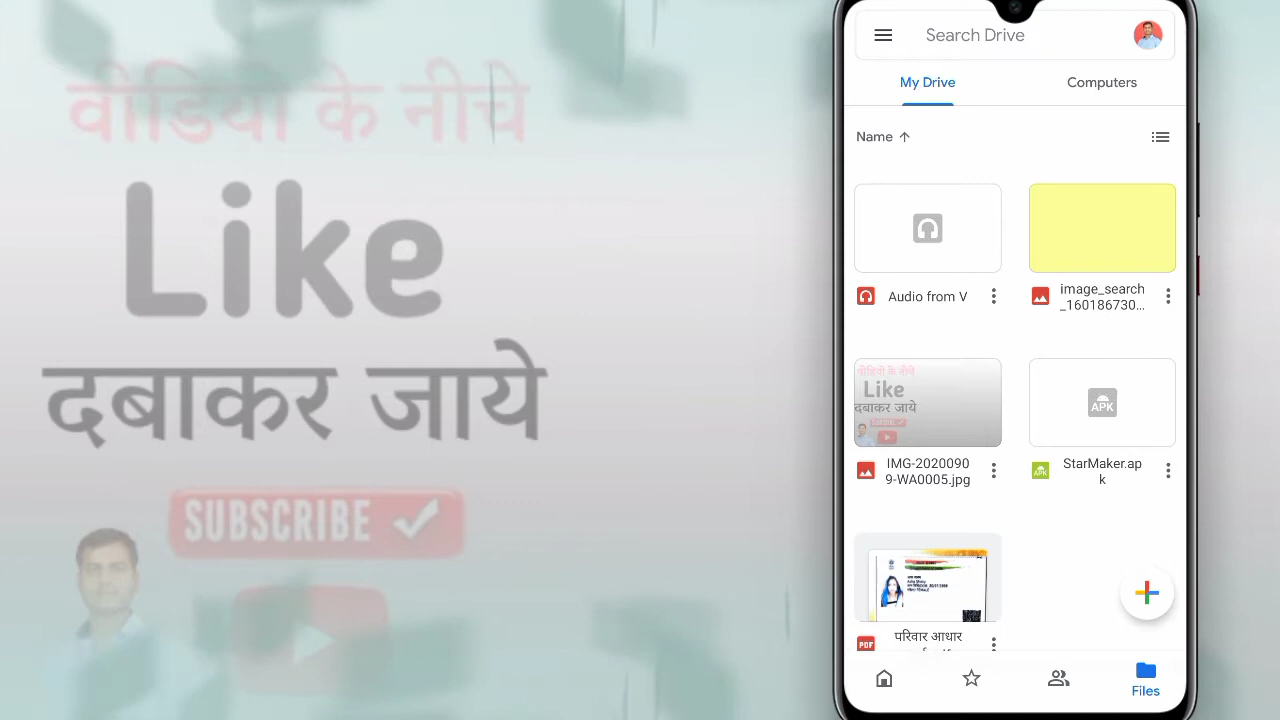 वीडियो के नीचे
Like
दबाकर जाये
SUBSCRIBE
Search Drive
My Drive
Computers
Name
Audio from V
image_search
_160186730...
वीडियो के नीचे
Like
दबाकर जाये
IMG-2020090
9-WA0005.jpg
APK
StarMaker.ap
k
APK
PDF
परिवार आधार
Files